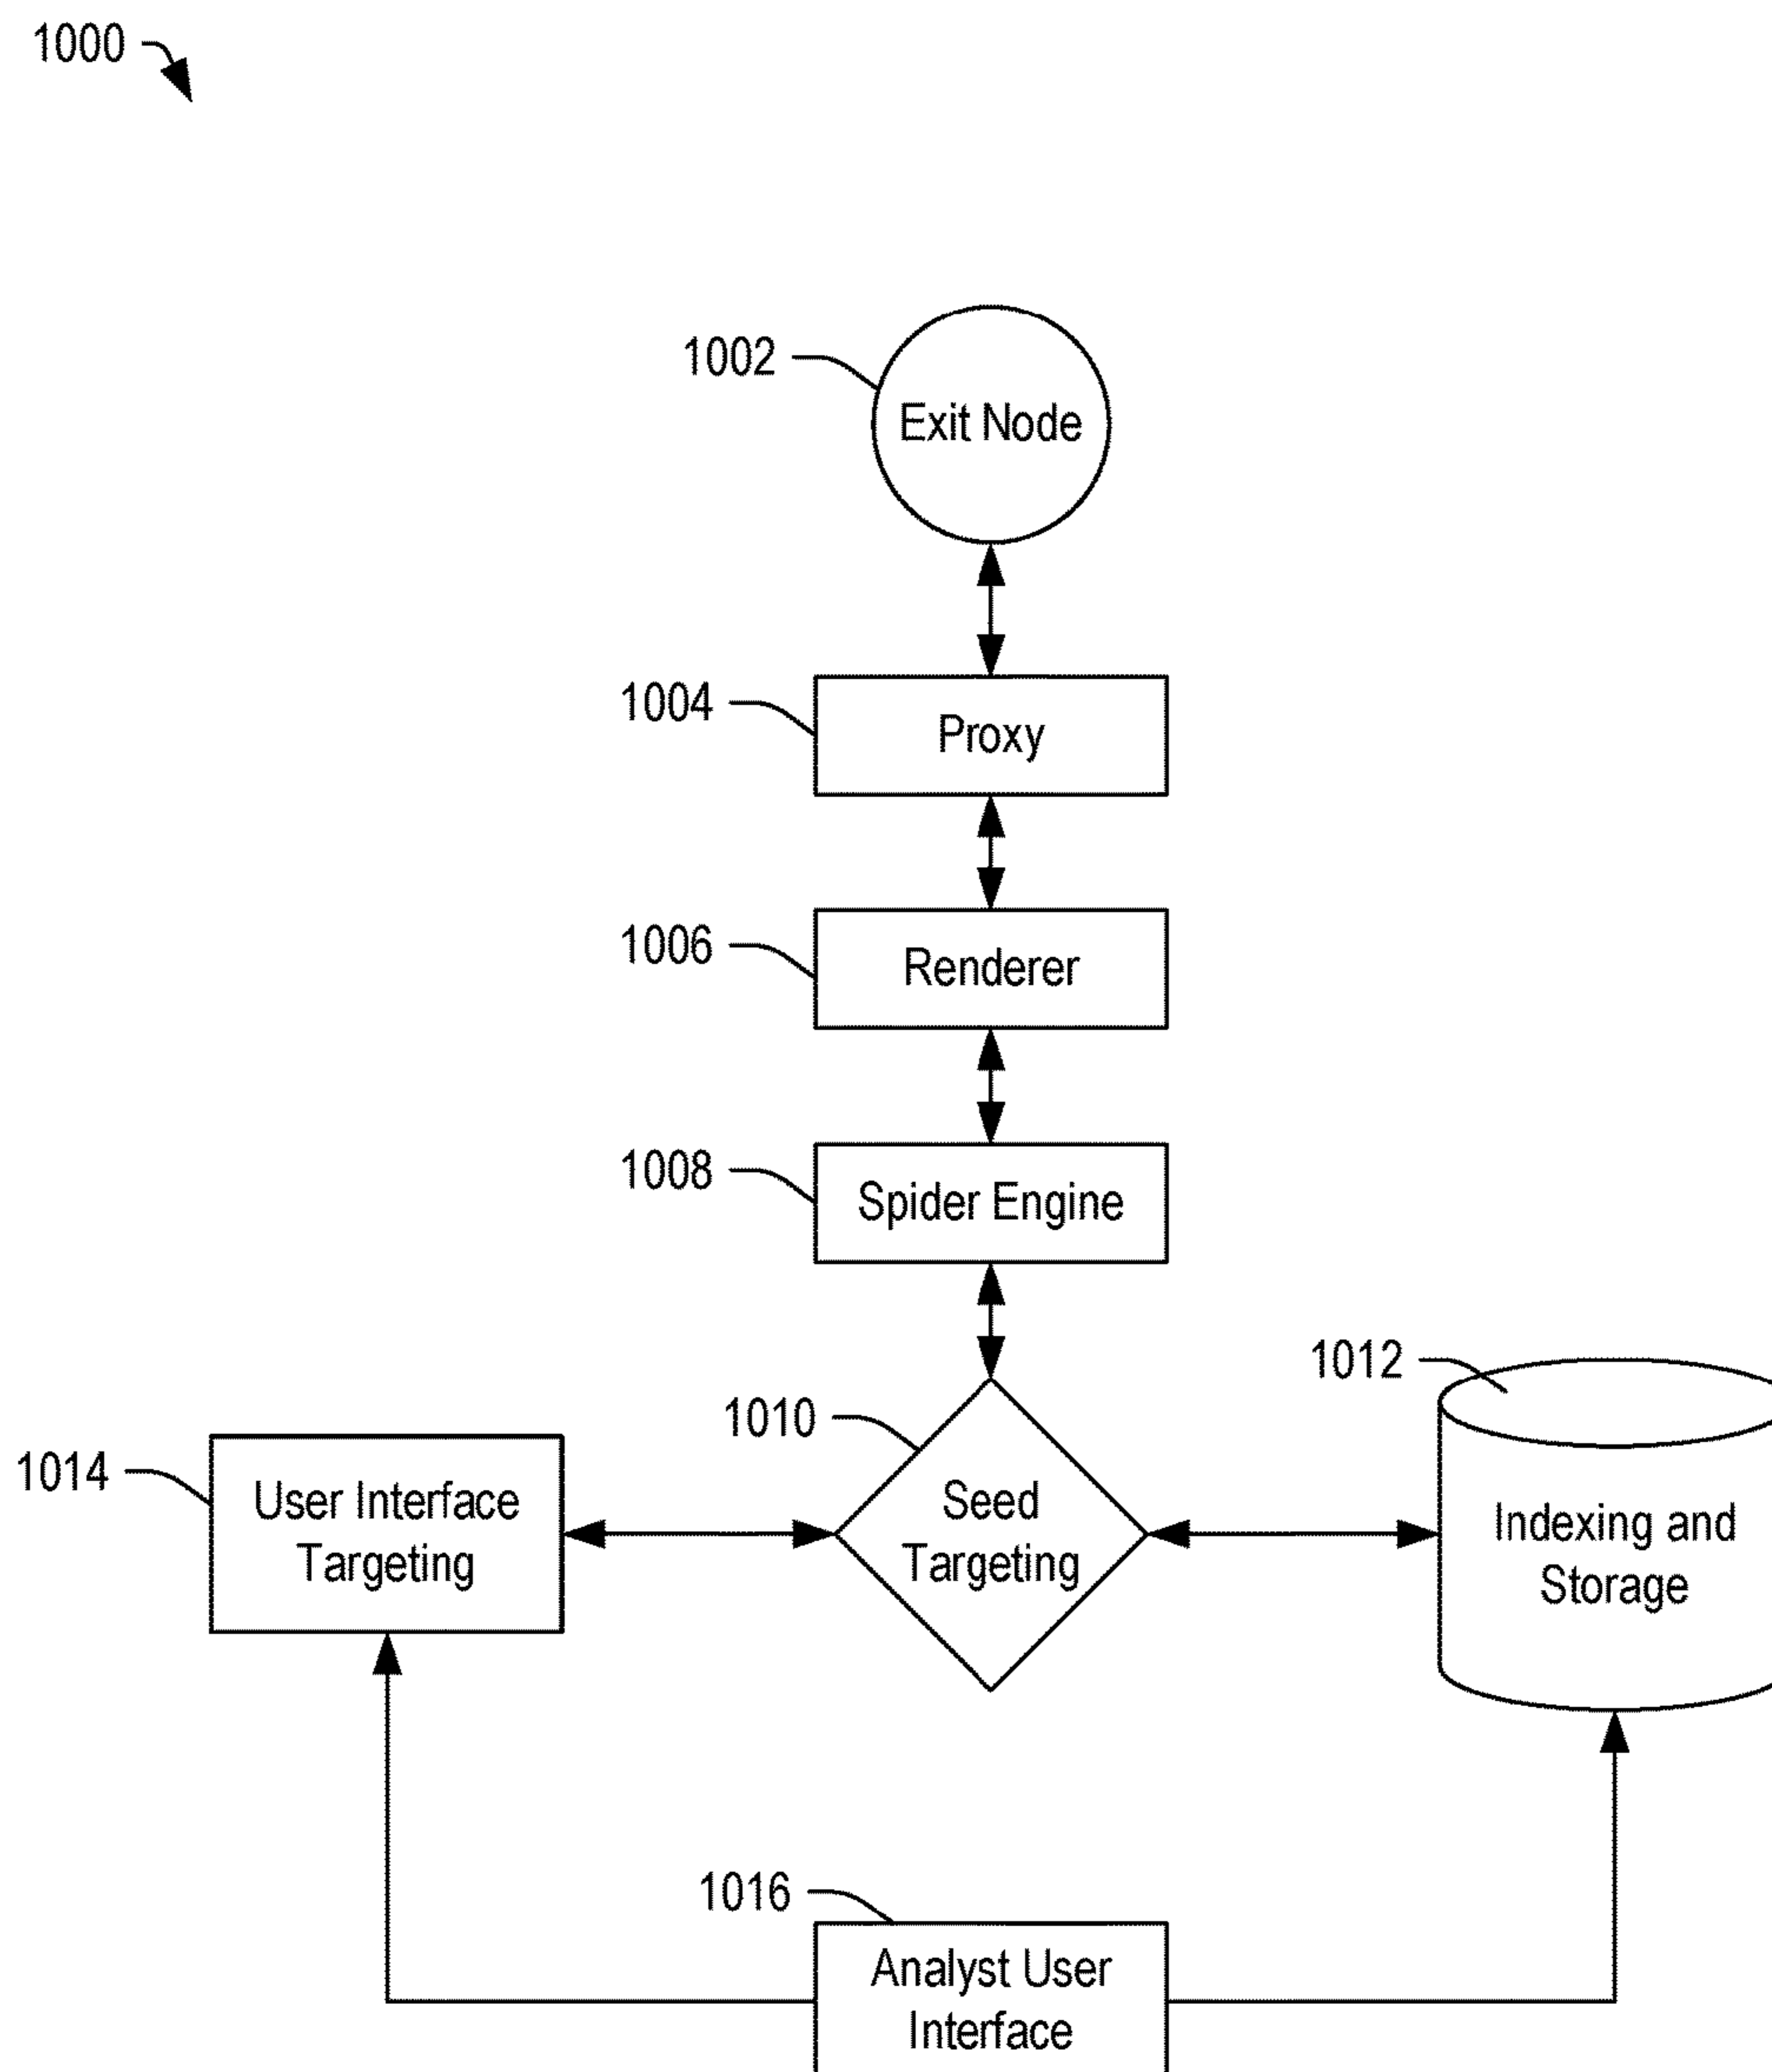 1000
1002
Exit Node
1004
Proxy
1006
Renderer
1008
Spider Engine
1010
Seed
Targeting
1012
Indexing and
Storage
1014
User Interface
Targeting
1016
Analyst User
Interface